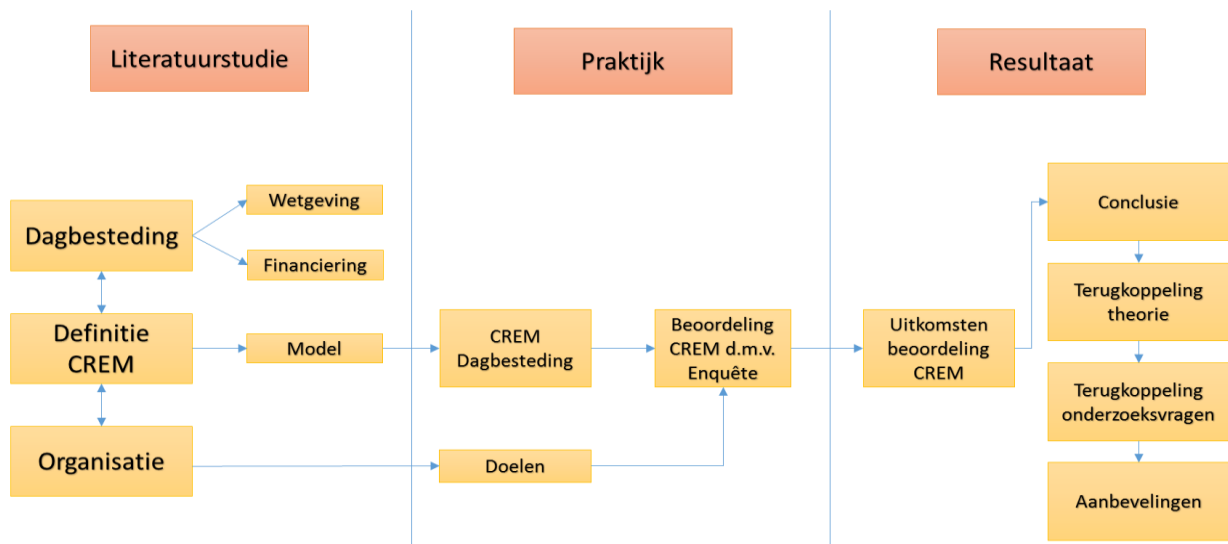 Literatuurstudie
Praktijk
Resultaat
Dagbesteding
Wetgeving
Financiering
Definitie
CREM
Model
Organisatie
CREM
Dagbesteding
Beoordeling
CREM d.m.v.
Enquête
Doelen
Uitkomsten
beoordeling
CREM
Conclusie
Terugkoppeling
theorie
Terugkoppeling
onderzoeksvragen
Aanbevelingen